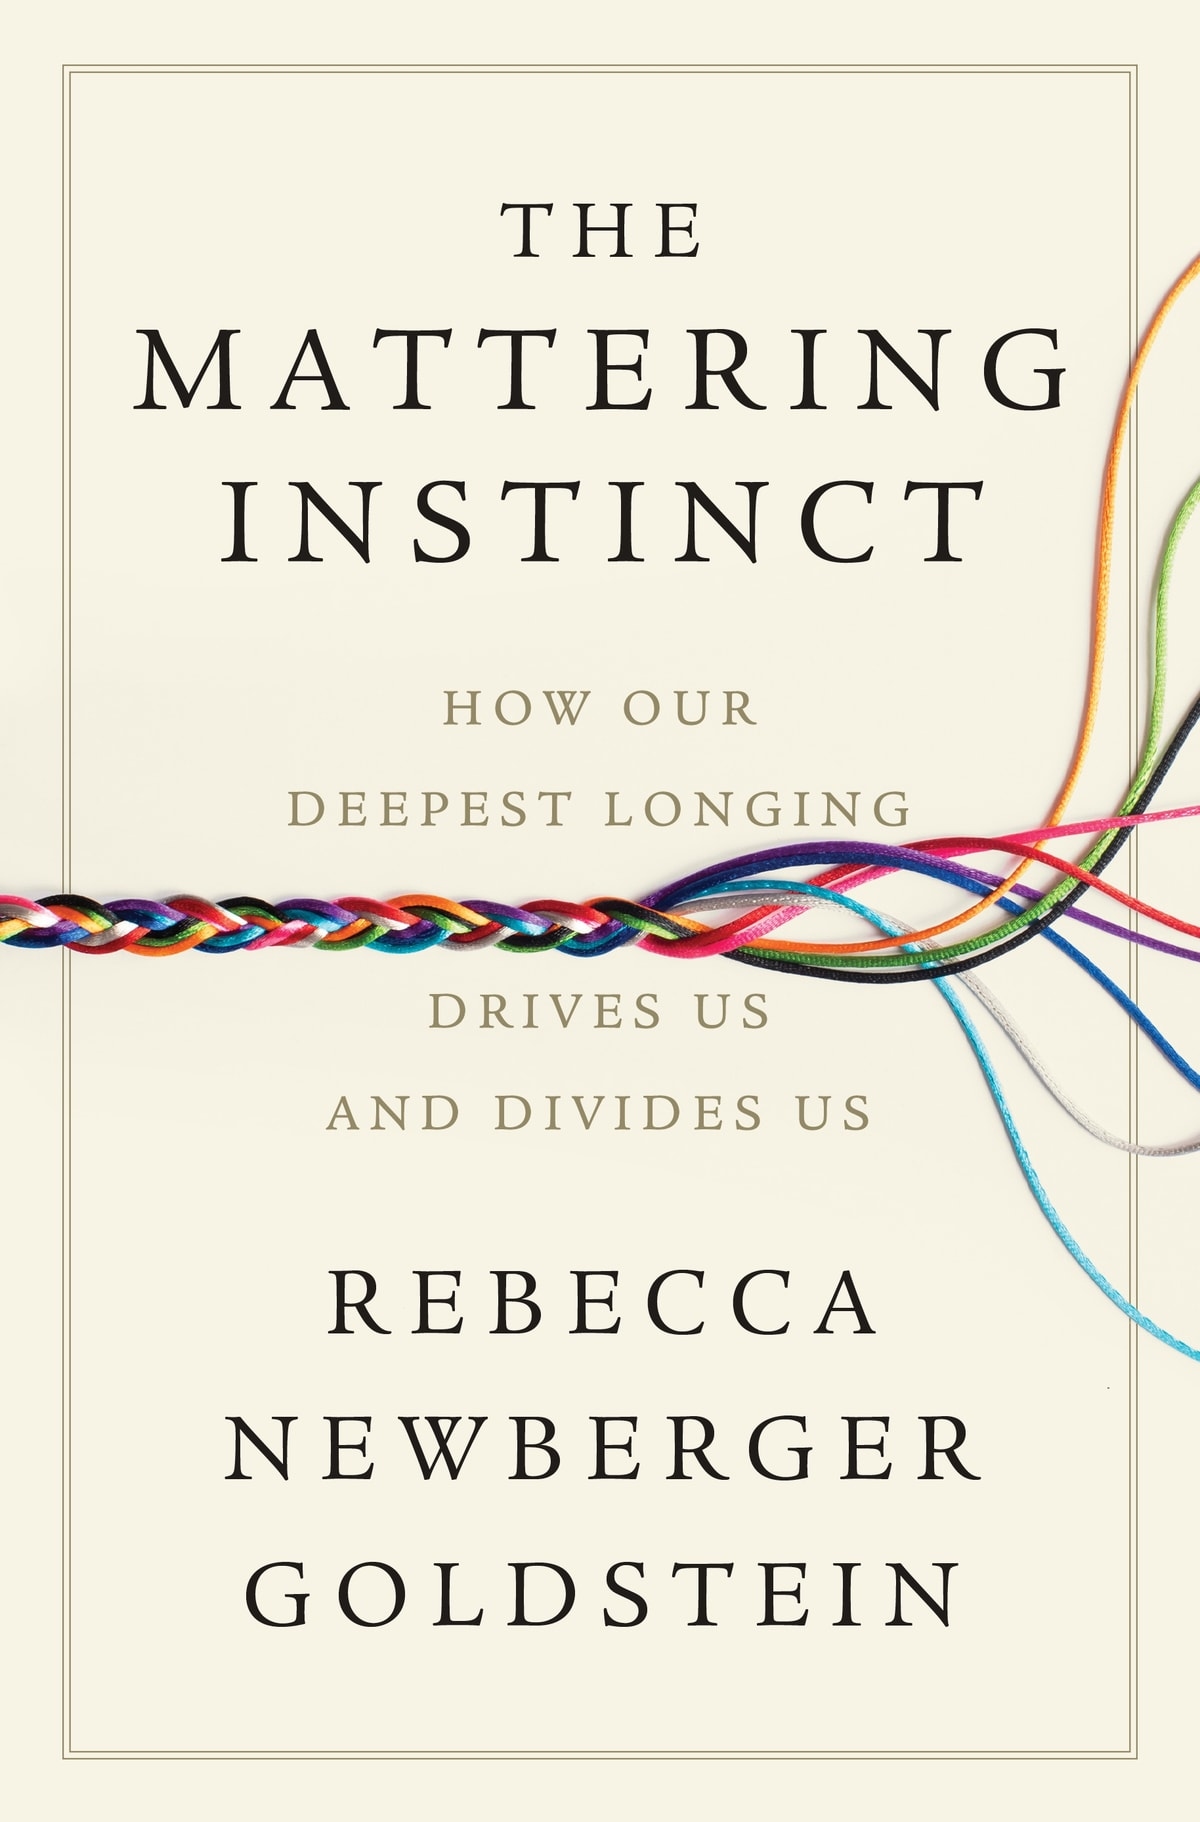 THE
MATTERING
INSTINCT
HOW OUR
DEEPEST LONGING
DRIVES US
AND DIVIDES US
REBECCA
NEWBERGER
GOLDSTEIN